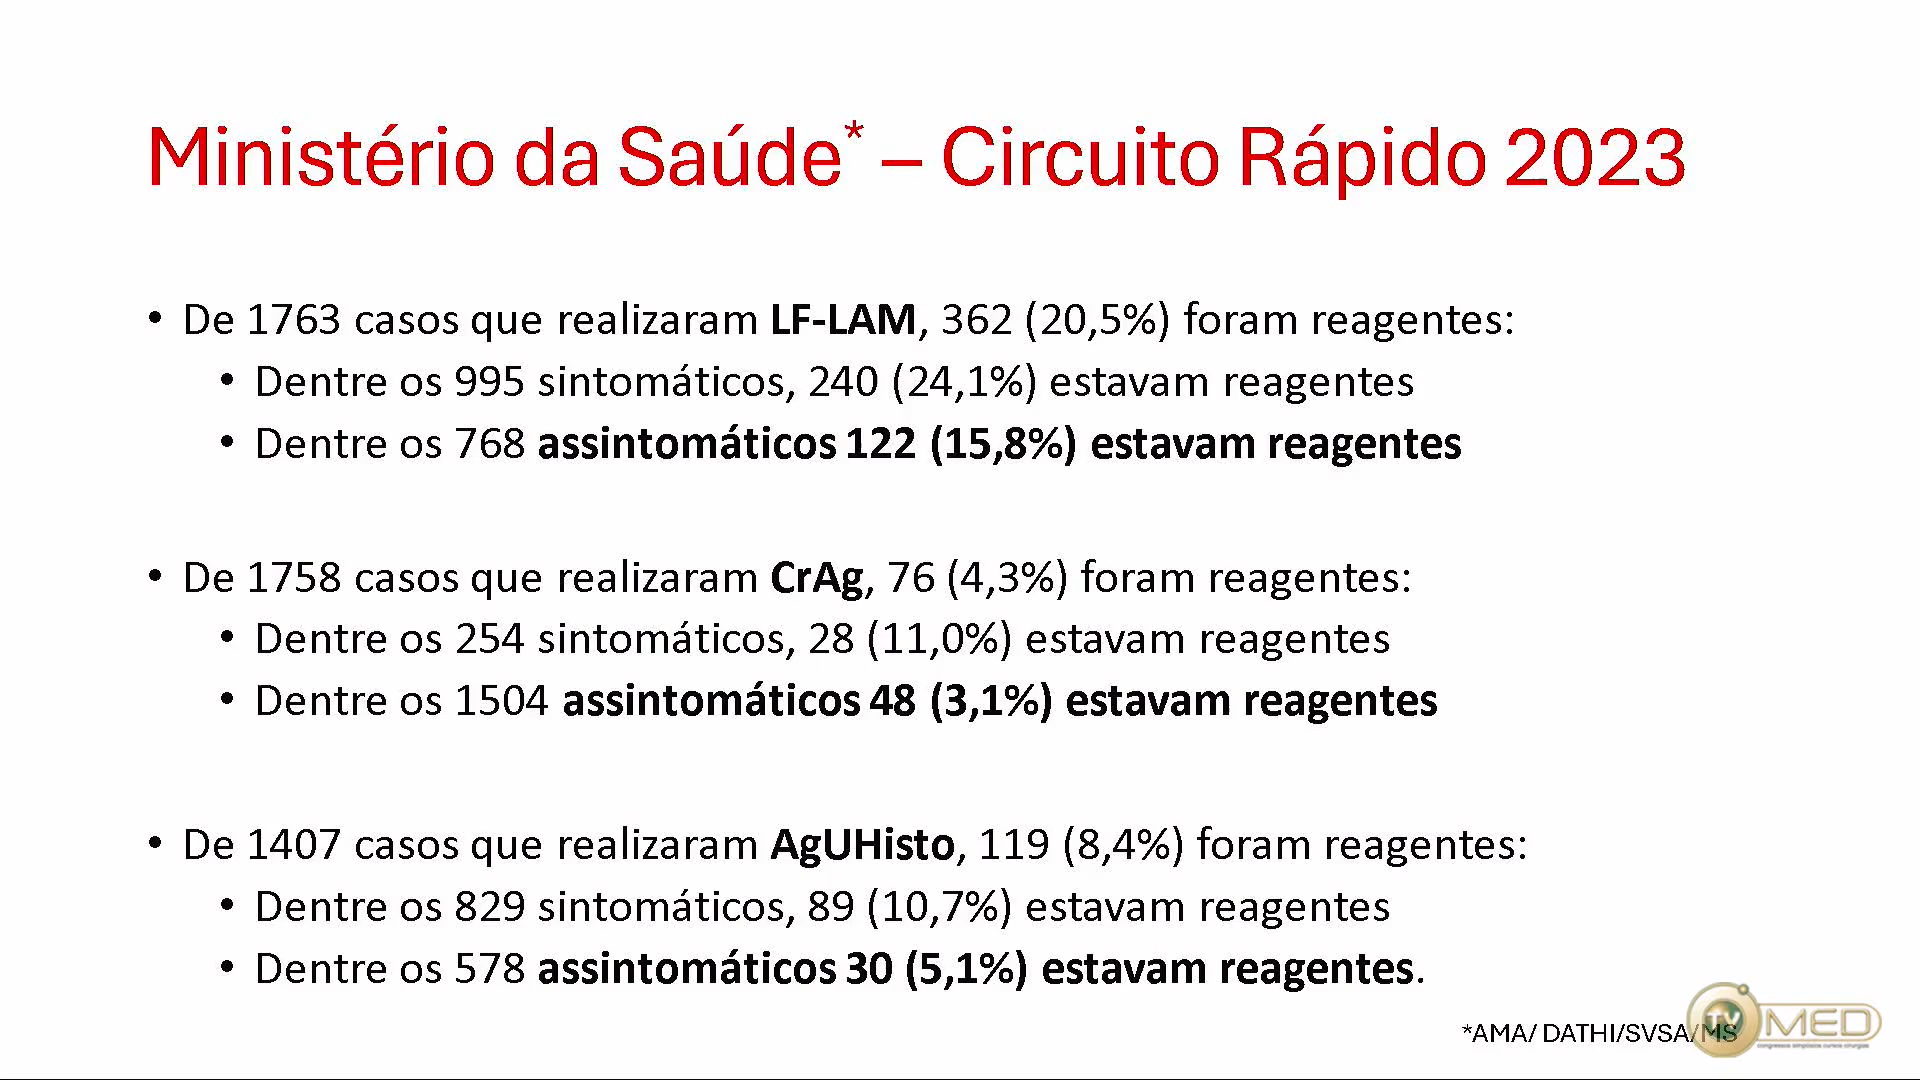 Ministério da Saúde* – Circuito Rápido 2023
• De 1763 casos que realizaram LF-LAM, 362 (20,5%) foram reagentes:
• Dentre os 995 sintomáticos, 240 (24,1%) estavam reagentes
• Dentre os 768 assintomáticos 122 (15,8%) estavam reagentes
• De 1758 casos que realizaram CrAg, 76 (4,3%) foram reagentes:
• Dentre os 254 sintomáticos, 28 (11,0%) estavam reagentes
• Dentre os 1504 assintomáticos 48 (3,1%) estavam reagentes
• De 1407 casos que realizaram AgUHisto, 119 (8,4%) foram reagentes:
• Dentre os 829 sintomáticos, 89 (10,7%) estavam reagentes
• Dentre os 578 assintomáticos 30 (5,1%) estavam reagentes.
*AMA/ DATHI/SVSA/MS
TV MED